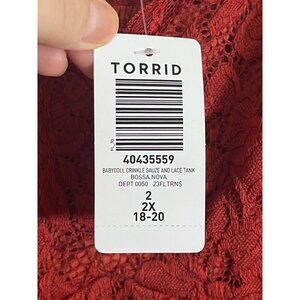 TORRID
40435559
BABYDOLL CRINKLE GAUZE AND LACE TANK
BOSSA NOVA
DEPT 0050 23FLTRNS
2
2X
18-20